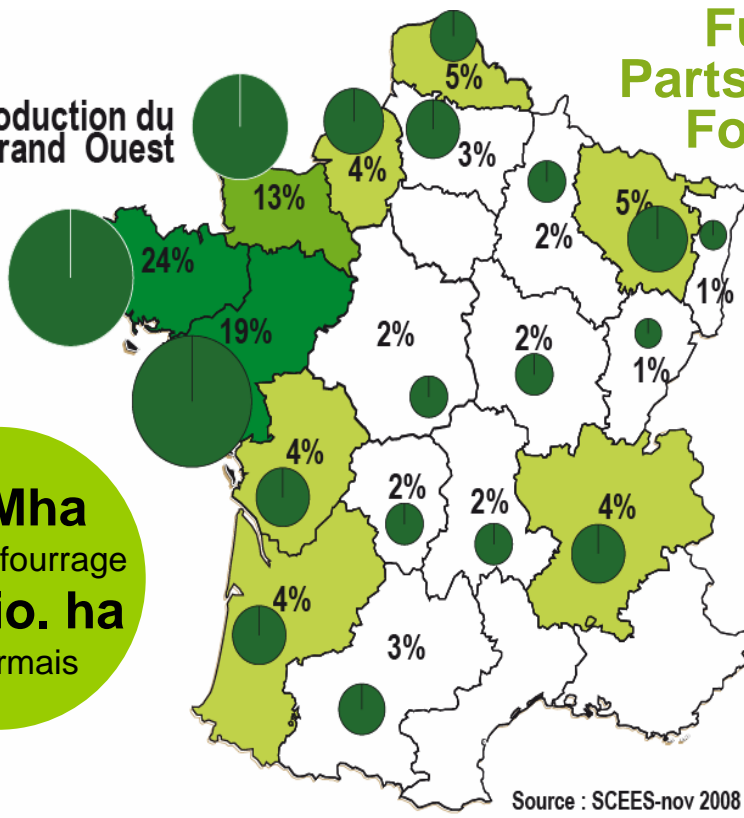 Fu
Parts
Fo
oduction du
rand Ouest
5%
3%
4%
13%
5%
2%
24%
1%
19%
2%
2%
1%
4%
2%
2%
4%
4%
3%
Mha
fourrage
io. ha
rmais
Source : SCEES-nov 2008